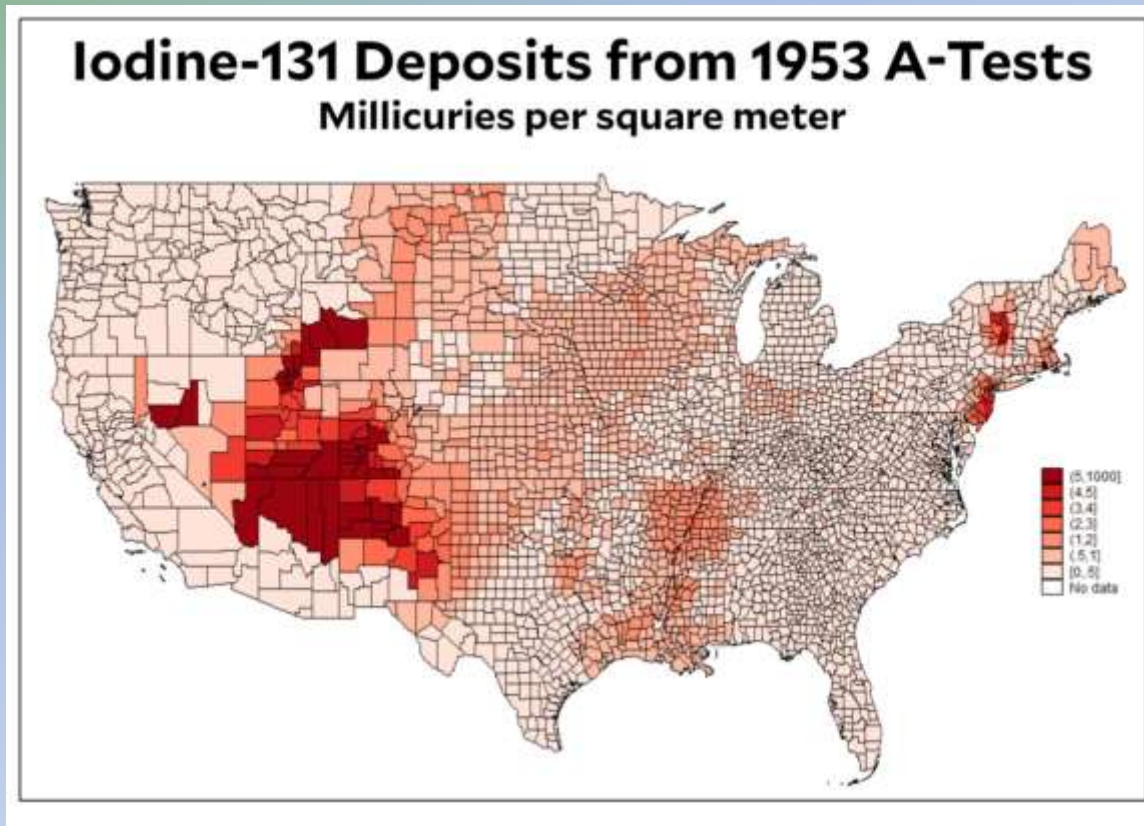 Iodine-131 Deposits from 1953 A-Tests
Millicuries per square meter
(5,1000]
(4,5]
(3,4]
(2,3]
(1,2]
(.5,1]
[0,.5]
No data